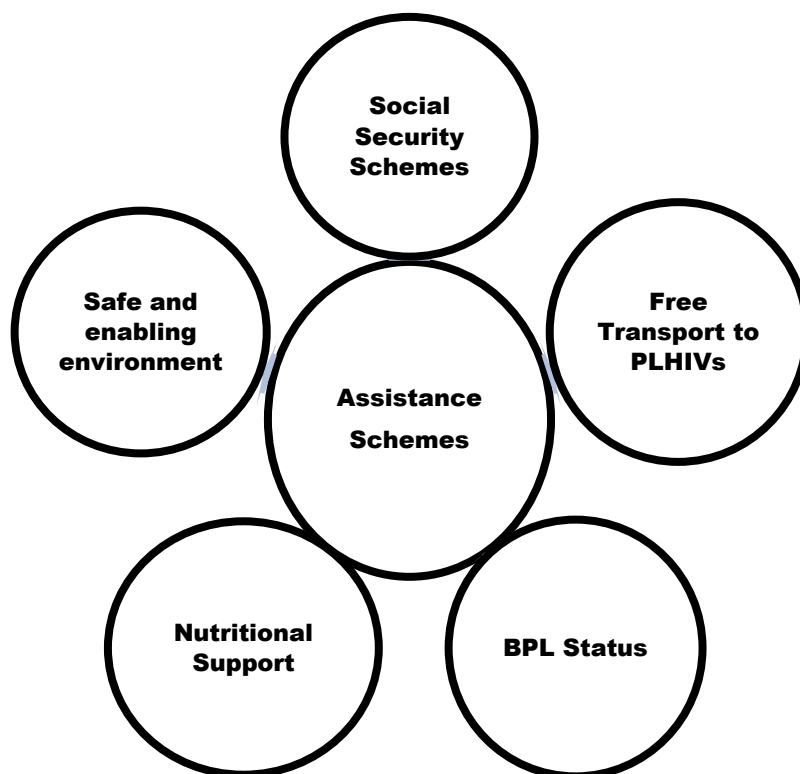 Social
Security
Schemes
Safe and
enabling
environment
Free
Transport to
PLHIVs
Assistance
Schemes
Nutritional
Support
BPL Status